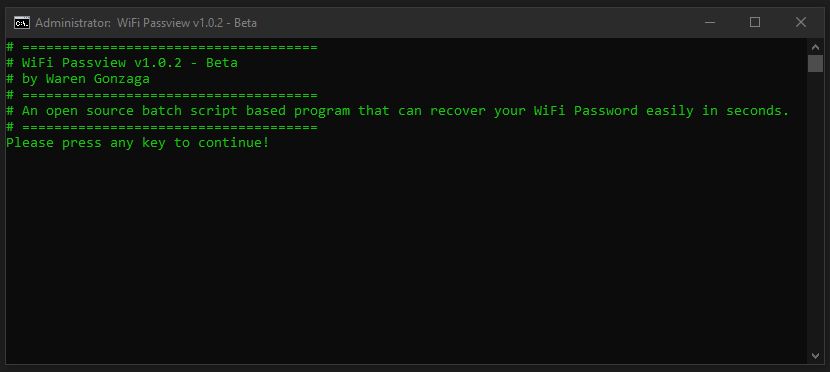 Administrator:  WiFi Passview v1.0.2 - Beta
# =====================================
# WiFi Passview v1.0.2 - Beta
# by Waren Gonzaga
# =====================================
# An open source batch script based program that can recover your WiFi Password easily in seconds.
# =====================================
Please press any key to continue!